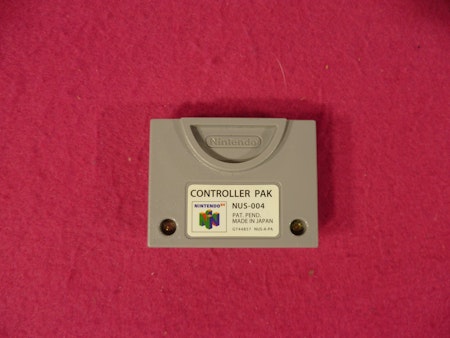 Nintendo
CONTROLLER PAK
NINTENDO64
NUS-004
PAT. PEND.
MADE IN JAPAN